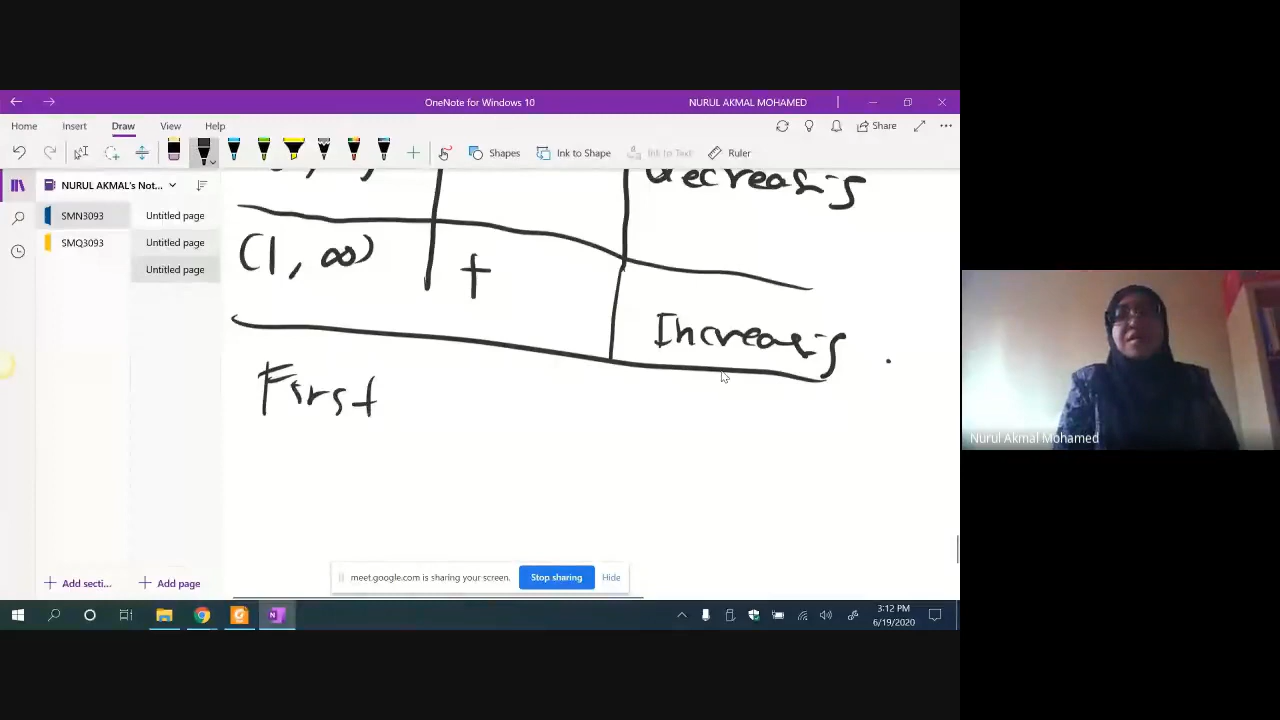 OneNote for Windows 10
NURUL AKMAL MOHAMED
Home Insert Draw View Help
Share
Shapes
Ink to Shape
Ink to Text
Ruler
NURUL AKMAL's Not...
SMN3093
SMQ3093
Untitled page
Untitled page
Untitled page
Decreasing
(1, ∞)
+
Increasing
First
Nurul Akmal Mohamed
Add secti...
Add page
meet.google.com is sharing your screen.
Stop sharing
Hide
3:12 PM
6/19/2020